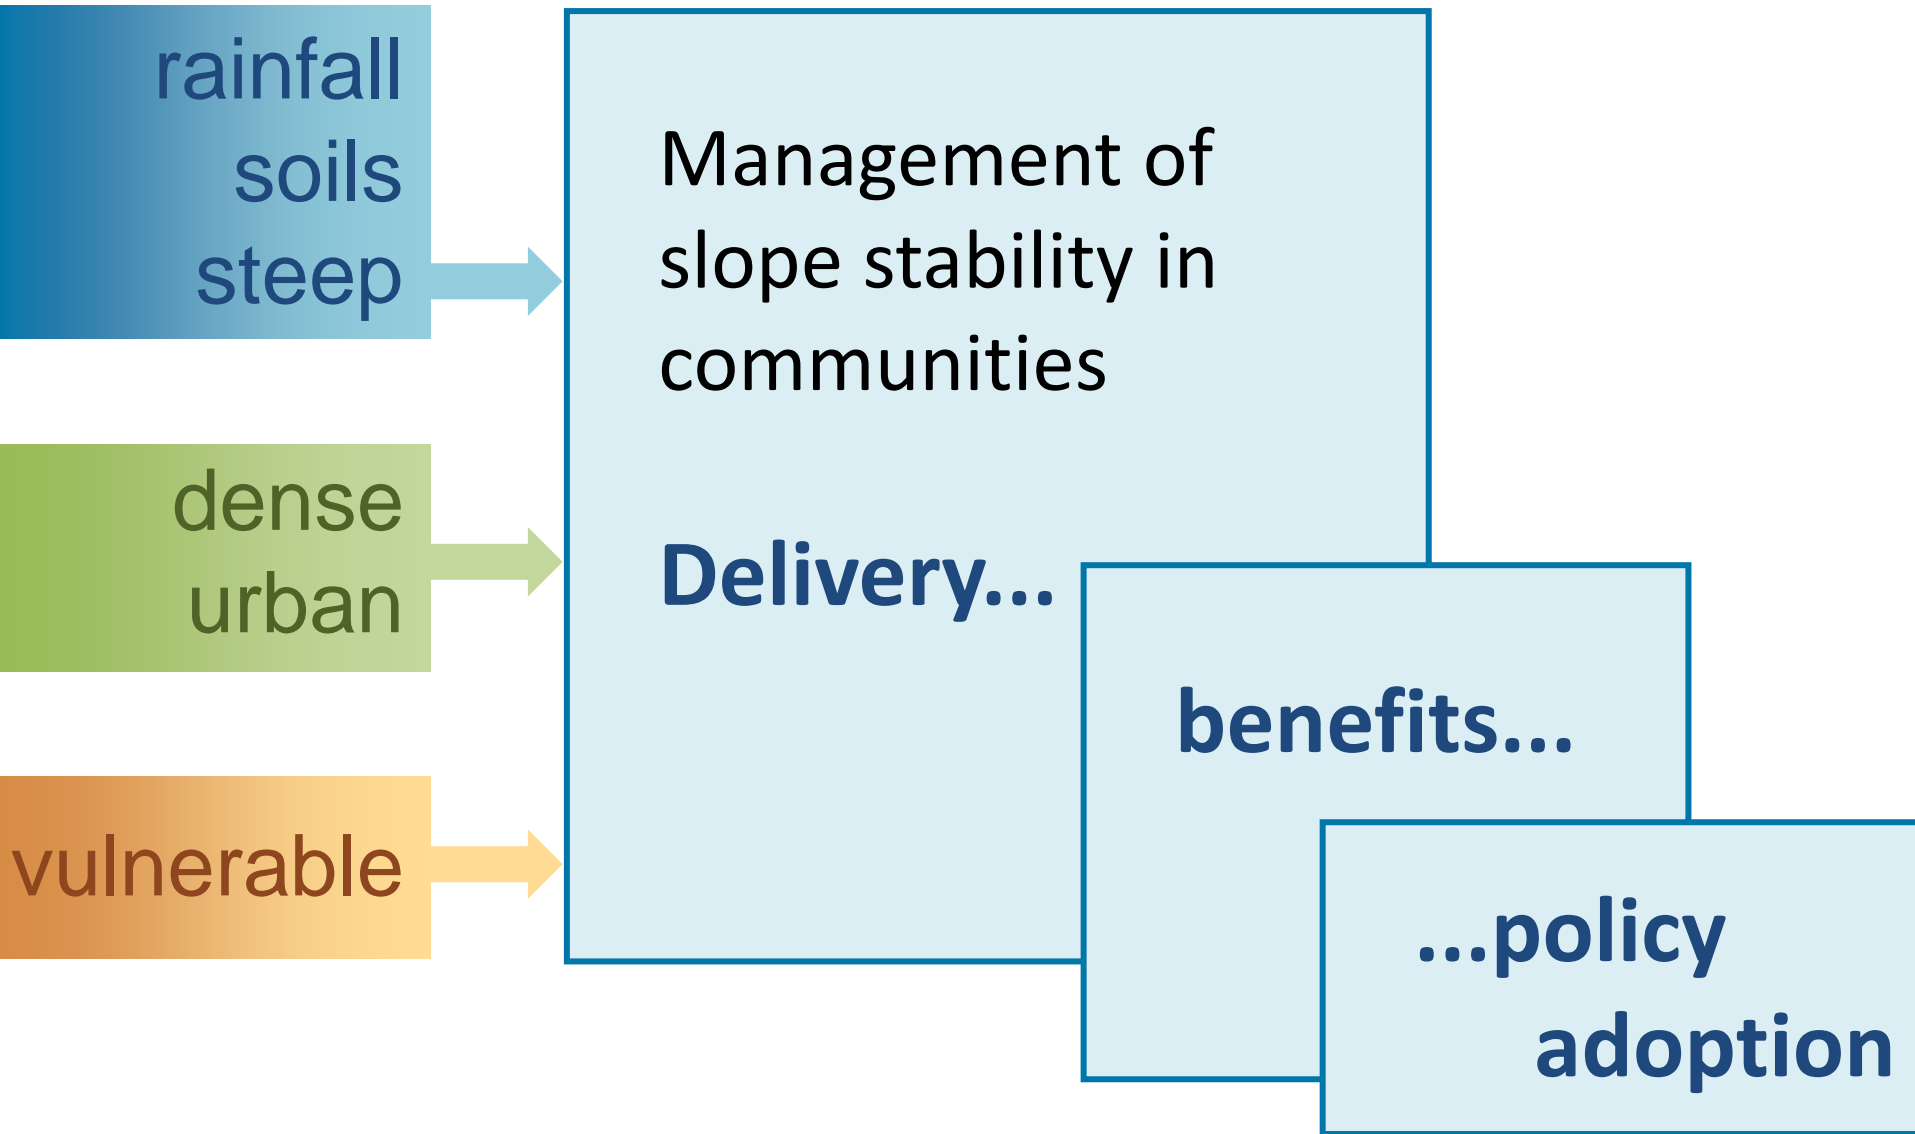 rainfall
soils
steep
dense
urban
vulnerable
Management of
slope stability in
communities
Delivery...
benefits...
...policy
adoption